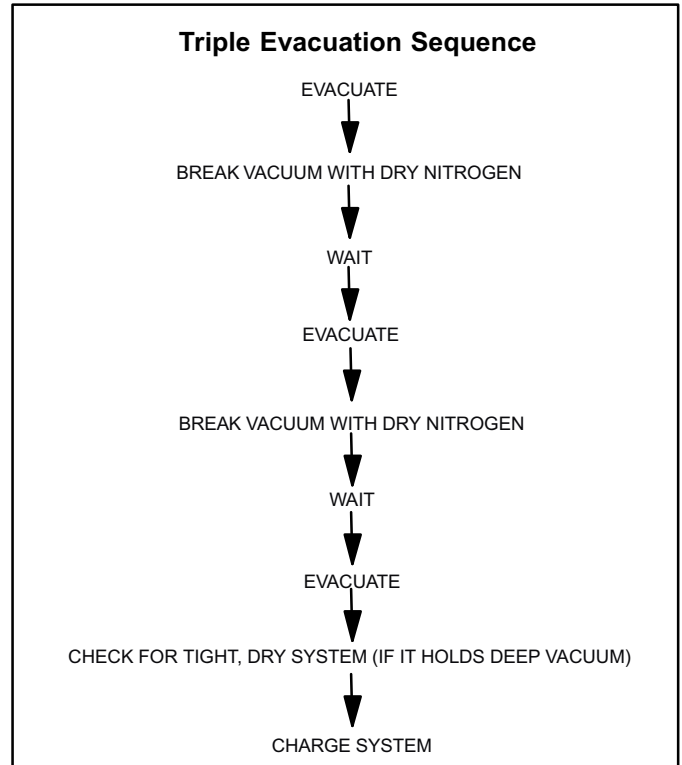 Triple Evacuation Sequence
EVACUATE
BREAK VACUUM WITH DRY NITROGEN
WAIT
EVACUATE
BREAK VACUUM WITH DRY NITROGEN
WAIT
EVACUATE
CHECK FOR TIGHT, DRY SYSTEM (IF IT HOLDS DEEP VACUUM)
CHARGE SYSTEM